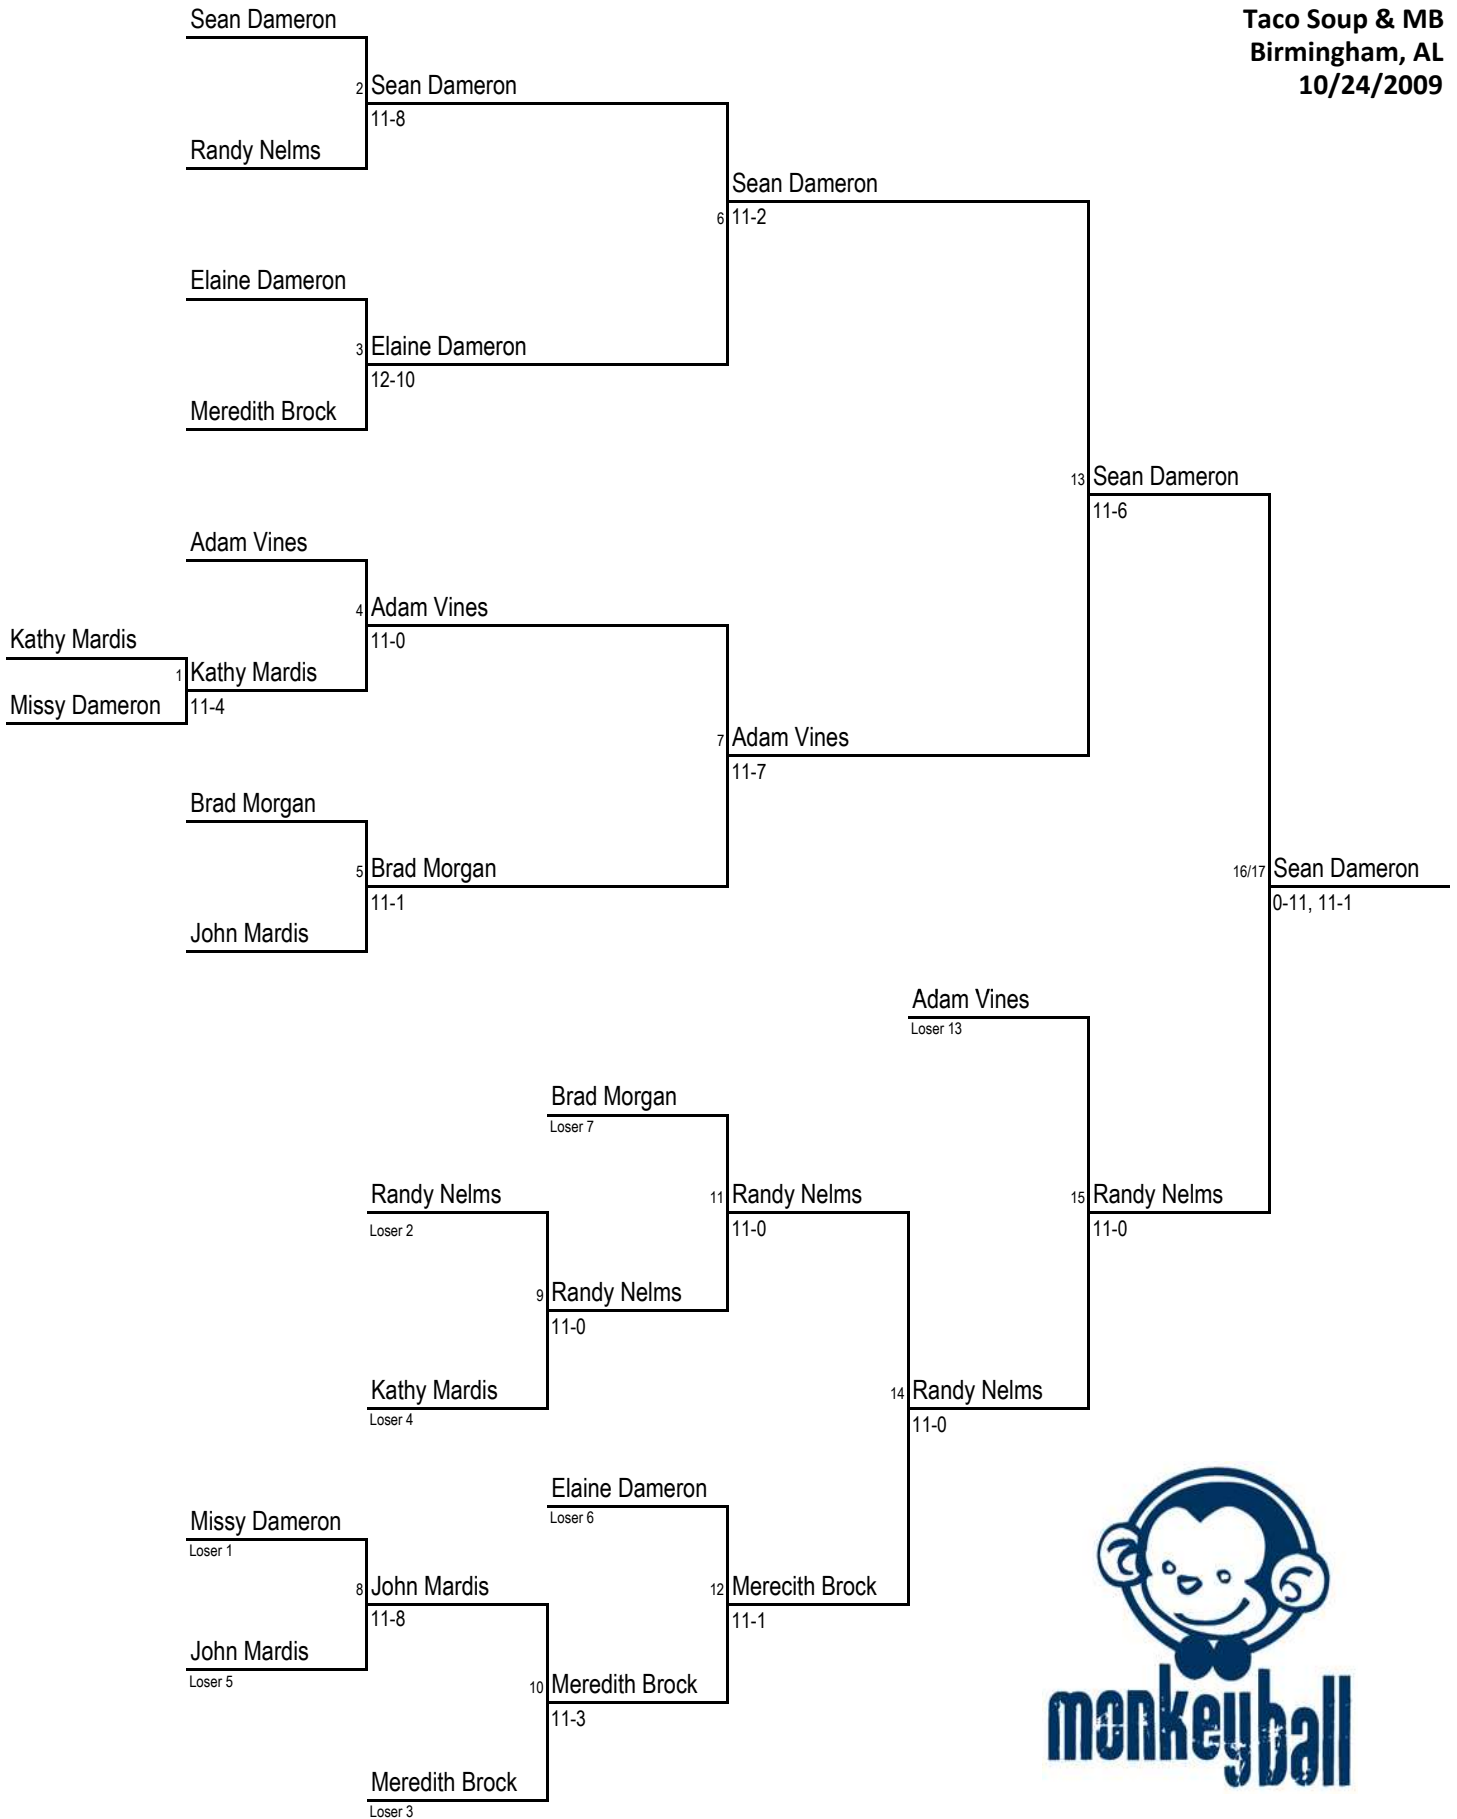 Taco Soup & MB
Birmingham, AL
10/24/2009
Sean Dameron
2 Sean Dameron
11-8
Randy Nelms
Sean Dameron
6 11-2
Elaine Dameron
3 Elaine Dameron
12-10
Meredith Brock
13 Sean Dameron
11-6
Adam Vines
4 Adam Vines
11-0
Kathy Mardis
1 Kathy Mardis
Missy Dameron
11-4
7 Adam Vines
11-7
Brad Morgan
5 Brad Morgan
11-1
John Mardis
16/17 Sean Dameron
0-11, 11-1
Adam Vines
Loser 13
Brad Morgan
Loser 7
Randy Nelms
Loser 2
11 Randy Nelms
11-0
15 Randy Nelms
11-0
9 Randy Nelms
11-0
Kathy Mardis
Loser 4
14 Randy Nelms
11-0
Elaine Dameron
Loser 6
Missy Dameron
Loser 1
8 John Mardis
11-8
12 Merecith Brock
11-1
John Mardis
Loser 5
10 Meredith Brock
11-3
Meredith Brock
Loser 3
monkeyball